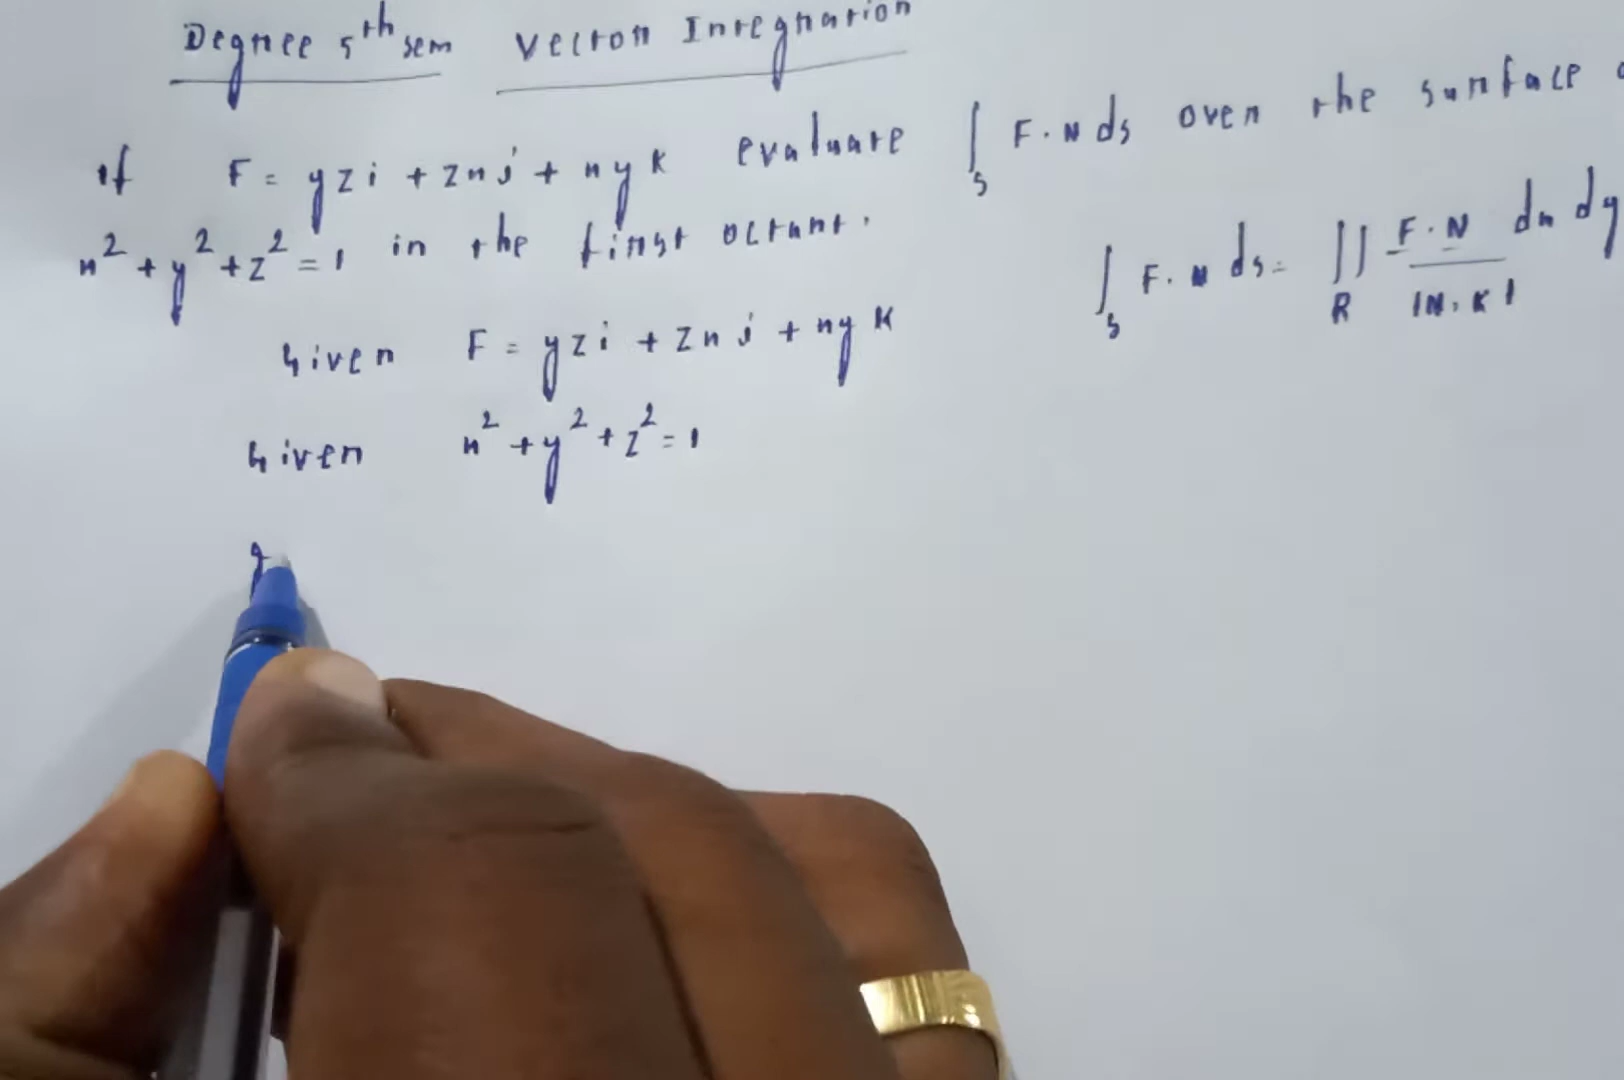 Degree 5th sem Vector Integration
If F = yzi + zxj + xyk evaluate ∫S F.N ds over the surface
x² + y² + z² = 1 in the first octant.
∫S F.N ds = ∬R F.N / |N.K| dx dy
Given F = yzi + zxj + xyk
Given x² + y² + z² = 1